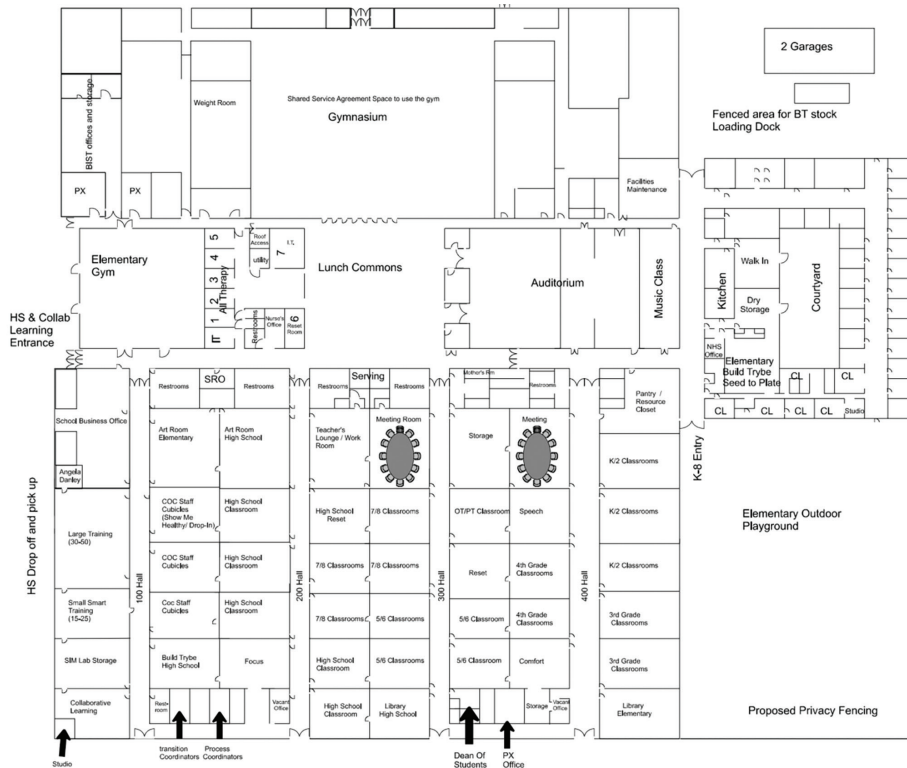 2 Garages
Fenced area for BT stock
Loading Dock
BIST offices and storage
Weight Room
Shared Service Agreement Space to use the gym
Gymnasium
PX
PX
Facilities
Maintenance
Elementary
Gym
5
4
3
2
1
IT
All Therapy
Roof
Access
utility
I.T.
7
Restrooms
Nurse's
Office
6
Reset
Room
Lunch Commons
Auditorium
Music Class
Kitchen
Walk In
Dry
Storage
Courtyard
NHS
Office
Elementary
Build Trybe
Seed to Plate
CL
CL
CL
CL
CL
CL
Studio
HS & Collab
Learning
Entrance
Restrooms
SRO
Restrooms
Restrooms
Serving
Restrooms
Mother's Rm
Restrooms
Pantry /
Resource
Closet
School Business Office
Art Room
Elementary
Art Room
High School
Teacher's
Lounge / Work
Room
Meeting Room
Storage
Meeting
K/2 Classrooms
K-8 Entry
Angela
Danley
HS Drop off and pick up
COC Staff
Cubicles
(Show Me
Healthy/ Drop-In)
High School
Classroom
High School
Reset
7/8 Classrooms
OT/PT Classroom
Speech
K/2 Classrooms
Elementary Outdoor
Playground
Large Training
(30-50)
100 Hall
COC Staff
Cubicles
High School
Classroom
200 Hall
7/8 Classrooms
7/8 Classrooms
300 Hall
Reset
4th Grade
Classrooms
400 Hall
K/2 Classrooms
Small Smart
Training
(15-25)
Coc Staff
Cubicles
High School
Classroom
7/8 Classrooms
5/6 Classrooms
5/6 Classroom
4th Grade
Classrooms
3rd Grade
Classrooms
SIM Lab Storage
Build Trybe
High School
Focus
High School
Classroom
5/6 Classrooms
5/6 Classroom
Comfort
3rd Grade
Classrooms
Collaborative
Learning
Rest-
room
Vacant
Office
High School
Classroom
Library
High School
Storage
Vacant
Office
Library
Elementary
Proposed Privacy Fencing
Studio
transition
Coordinators
Process
Coordinators
Dean Of
Students
PX
Office